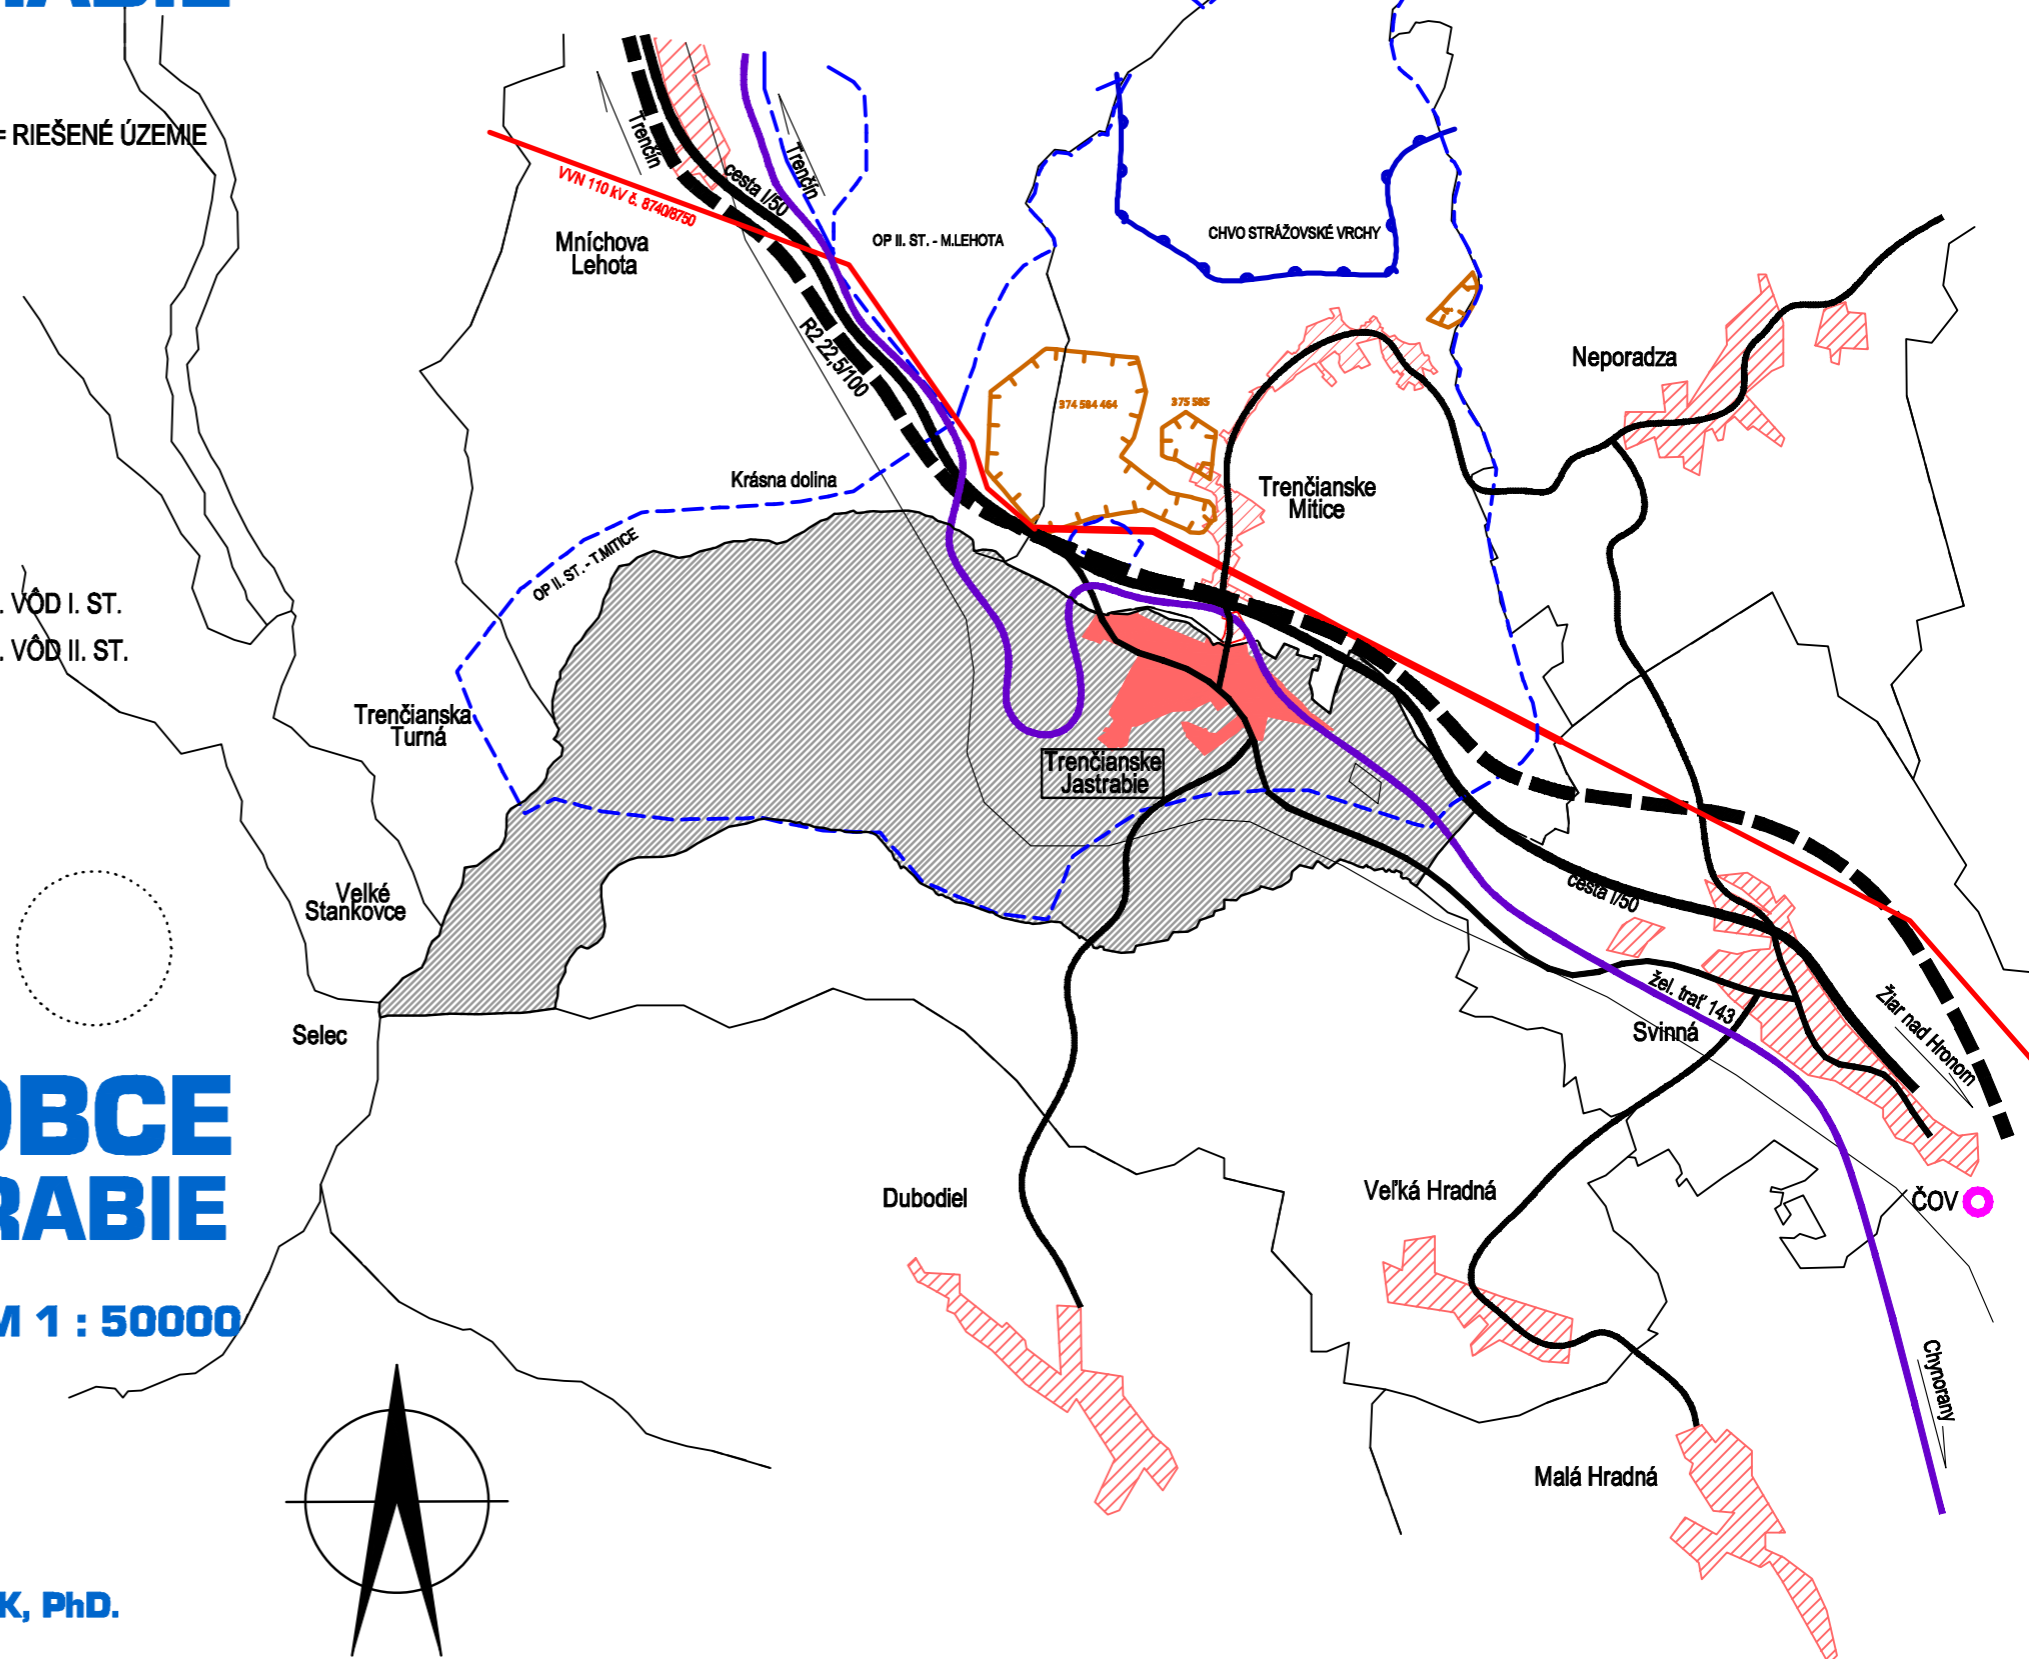 = RIEŠENÉ ÚZEMIE
Trenčín
cesta I/50
Trenčín
VVN 110 kV č. 8740/8750
Mníchova
Lehota
OP II. ST. - M.LEHOTA
CHVO STRÁŽOVSKÉ VRCHY
R2 22,5/100
Neporadza
374 584 464
375 585
Krásna dolina
Trenčianske
Mitice
OP II. ST. - T.MITICE
. VÔD I. ST.
. VÔD II. ST.
Trenčianska
Turná
Trenčianske
Jastrabie
Velké
Stankovce
cesta I/50
žel. trať 143
Svinná
Žiar nad Hronom
Selec
OBCE
RABIE
Dubodiel
Veľká Hradná
ČOV
M 1 : 50000
Chynorany
Malá Hradná
K, PhD.